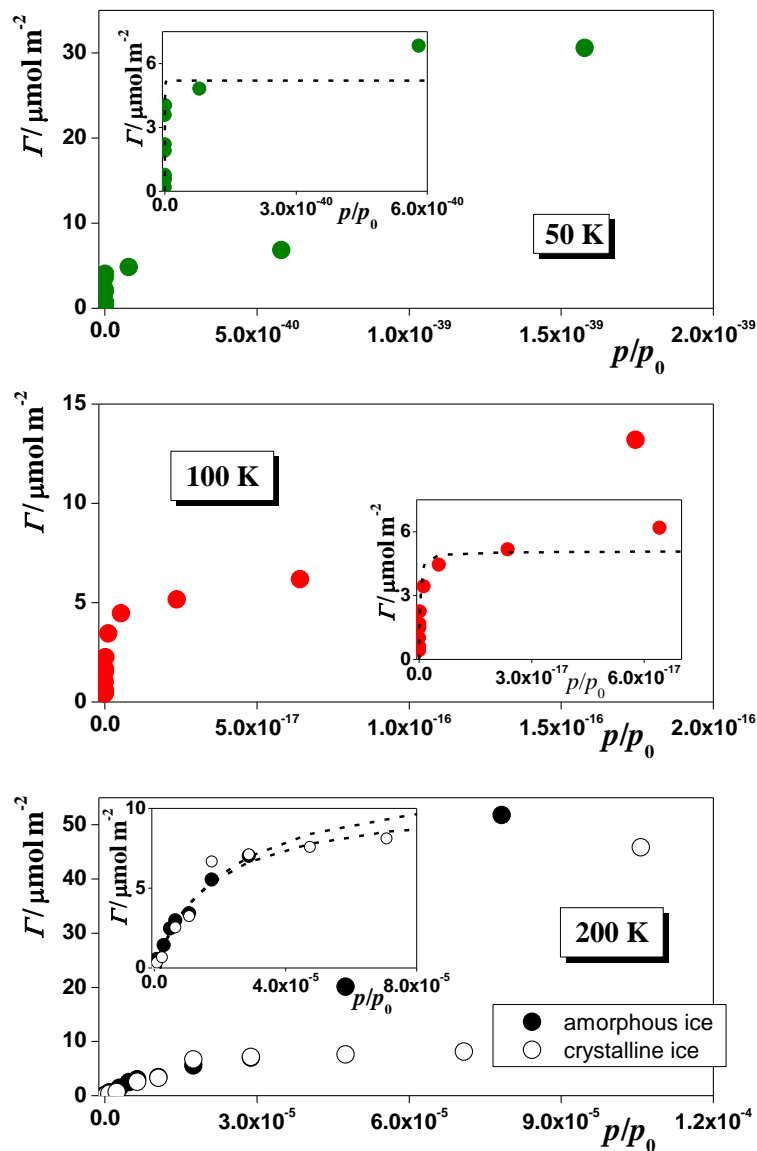 Γ / μmol m⁻²
30
20
10
0
0.0 5.0x10⁻⁴⁰ 1.0x10⁻³⁹ 1.5x10⁻³⁹ 2.0x10⁻³⁹
p/p₀
50 K
Γ / μmol m⁻²
6
3
0
0.0 3.0x10⁻⁴⁰ 6.0x10⁻⁴⁰
p/p₀
Γ / μmol m⁻²
15
10
5
0
0.0 5.0x10⁻¹⁷ 1.0x10⁻¹⁶ 1.5x10⁻¹⁶ 2.0x10⁻¹⁶
p/p₀
100 K
Γ / μmol m⁻²
6
3
0
0.0 3.0x10⁻¹⁷ 6.0x10⁻¹⁷
p/p₀
Γ / μmol m⁻²
50
40
30
20
10
0
0.0 3.0x10⁻⁵ 6.0x10⁻⁵ 9.0x10⁻⁵ 1.2x10⁻⁴
p/p₀
200 K
amorphous ice
crystalline ice
Γ / μmol m⁻²
10
5
0
0.0 4.0x10⁻⁵ 8.0x10⁻⁵
p/p₀